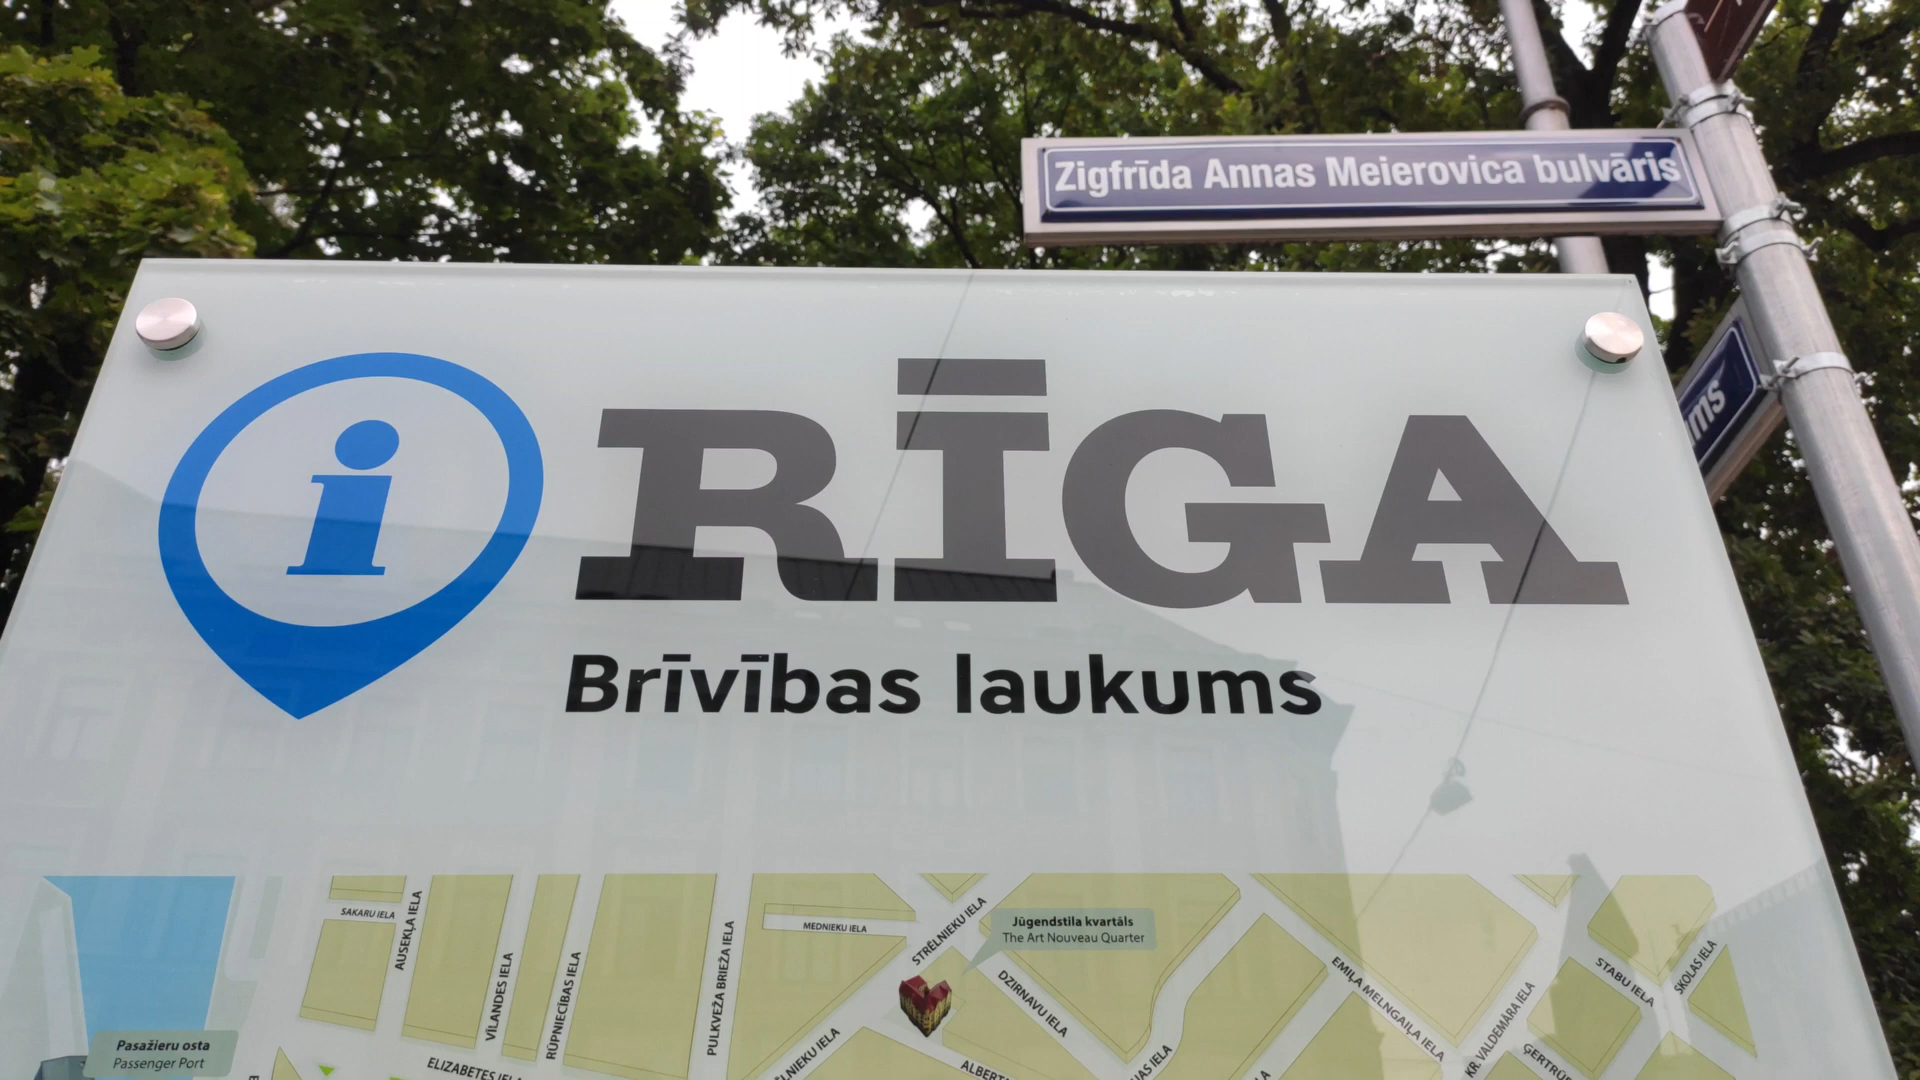 Zigfrīda Annas Meierovica bulvāris
i RĪGA
Brīvības laukums
SAKARU IELA
AUSEKĻA IELA
VĪLANDES IELA
RŪPNIECĪBAS IELA
PULKVEŽA BRIEŽA IELA
MEDNIEKU IELA
STRĒLNIEKU IELA
Jūgendstila kvartāls
The Art Nouveau Quarter
DZIRNAVU IELA
EMIĻA MELNGAIĻA IELA
KR. VALDEMĀRA IELA
STABU IELA
SKOLAS IELA
Pasažieru osta
Passenger Port
ELIZABETES IELA